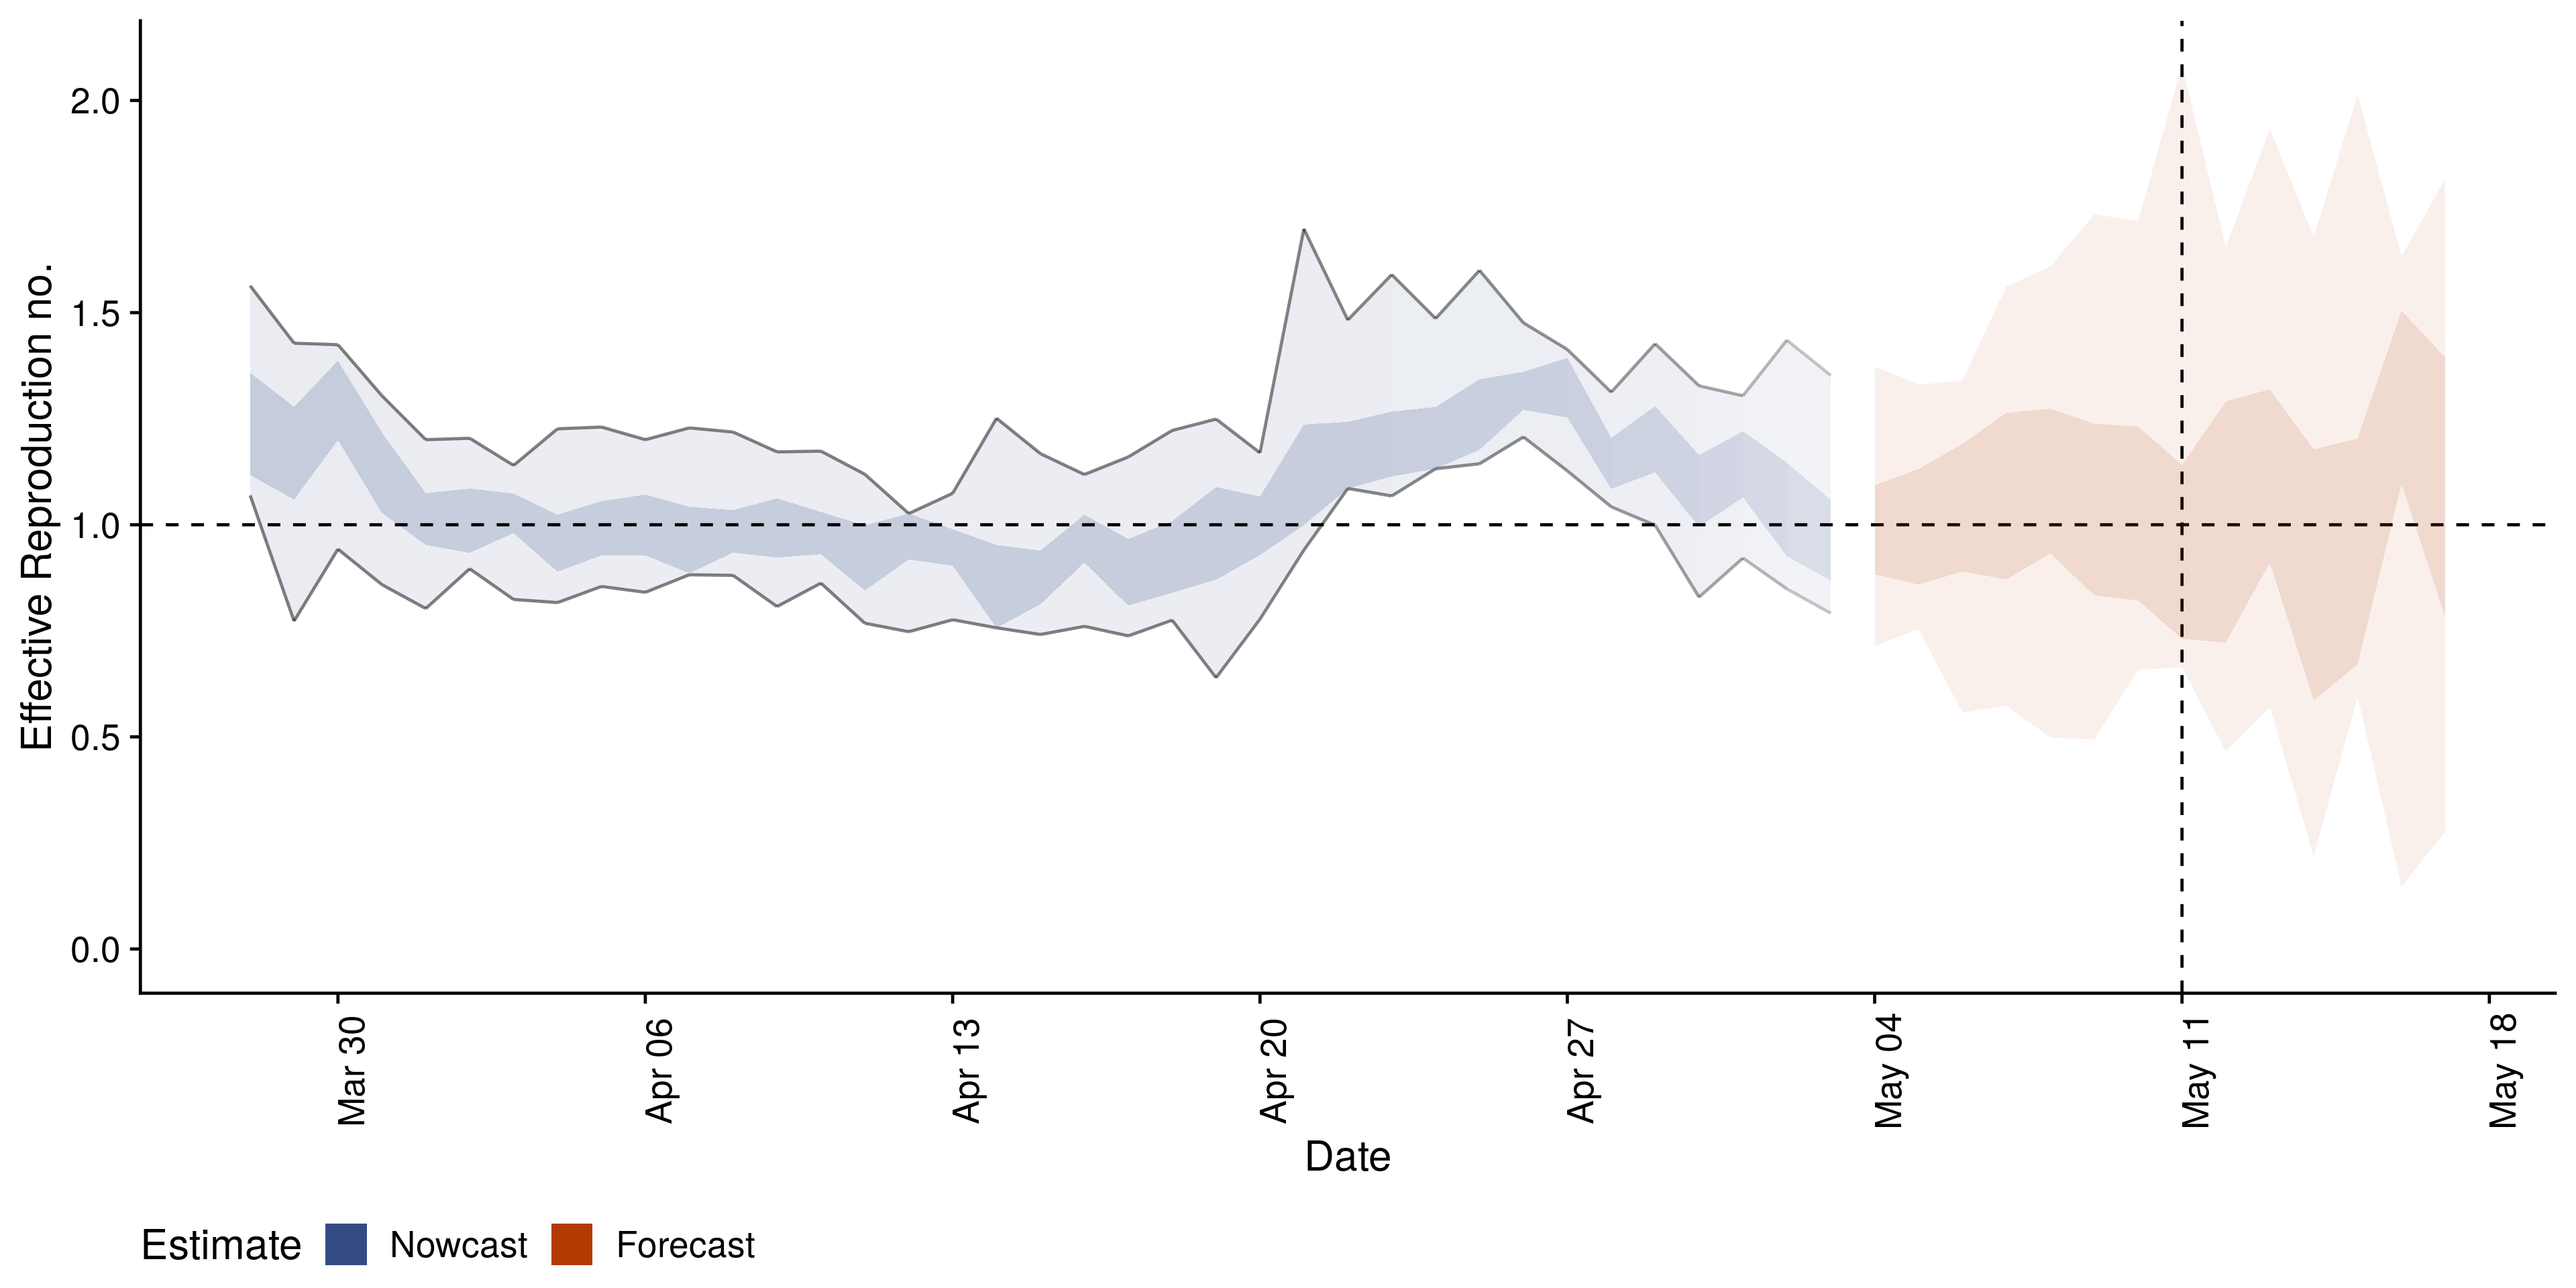 Effective Reproduction no.
2.0
1.5
1.0
0.5
0.0
Mar 30
Apr 06
Apr 13
Apr 20
Apr 27
May 04
May 11
May 18
Date
Estimate Nowcast Forecast